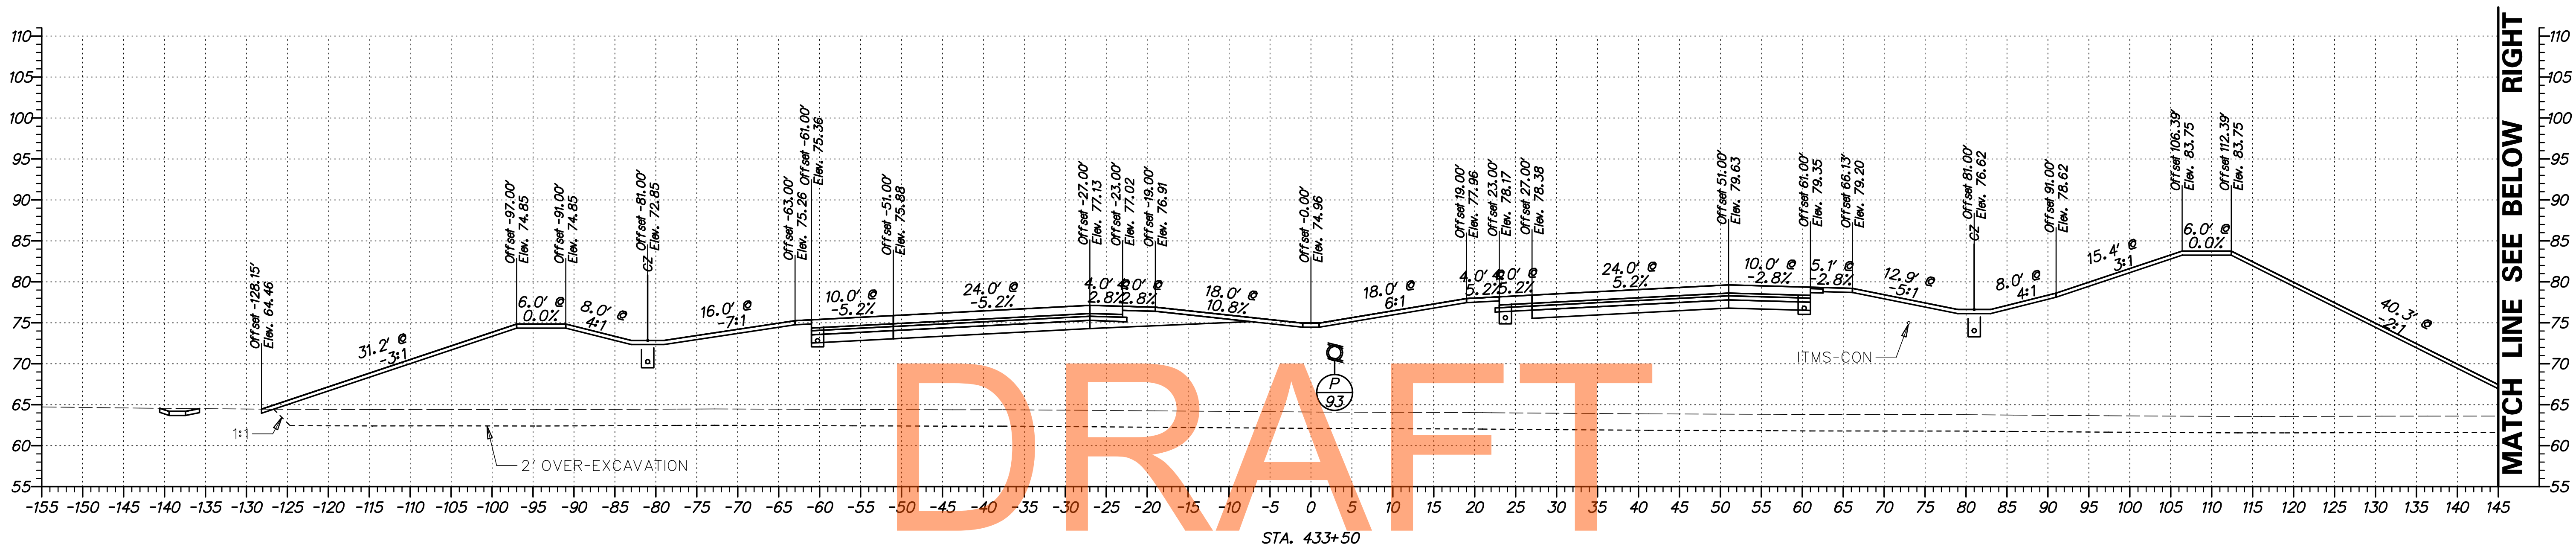 110
105
100
95
90
85
80
75
70
65
60
55
Offset -128.15'
Elev. 64.46
31.2' @
-3:1
Offset -97.00'
Elev. 74.85
6.0' @
0.0%
Offset -91.00'
Elev. 74.85
8.0' @
4:1
CZ Offset -81.00'
Elev. 72.85
16.0' @
-7:1
Offset -63.00'
Elev. 75.26
Offset -61.00'
Elev. 75.36
10.0' @
-5.2%
Offset -51.00'
Elev. 75.88
24.0' @
-5.2%
Offset -27.00'
Elev. 77.13
4.0' @
2.8%
Offset -23.00'
Elev. 77.02
4.0' @
2.8%
Offset -19.00'
Elev. 76.91
18.0' @
10.8%
Offset -0.00'
Elev. 74.96
18.0' @
6:1
Offset 19.00'
Elev. 77.96
4.0' @
5.2%
Offset 23.00'
Elev. 78.17
4.0' @
5.2%
Offset 27.00'
Elev. 78.38
24.0' @
5.2%
Offset 51.00'
Elev. 79.63
10.0' @
-2.8%
Offset 61.00'
Elev. 79.35
5.1' @
-2.8%
Offset 66.13'
Elev. 79.20
12.9' @
-5:1
CZ Offset 81.00'
Elev. 76.62
8.0' @
4:1
Offset 91.00'
Elev. 78.62
15.4' @
3:1
Offset 106.39'
Elev. 83.75
6.0' @
0.0%
Offset 112.39'
Elev. 83.75
40.3' @
-2:1
1:1
2' OVER-EXCAVATION
P
93
ITMS-CON
DRAFT
MATCH LINE SEE BELOW RIGHT
110
105
100
95
90
85
80
75
70
65
60
55
-155 -150 -145 -140 -135 -130 -125 -120 -115 -110 -105 -100 -95 -90 -85 -80 -75 -70 -65 -60 -55 -50 -45 -40 -35 -30 -25 -20 -15 -10 -5 0 5 10 15 20 25 30 35 40 45 50 55 60 65 70 75 80 85 90 95 100 105 110 115 120 125 130 135 140 145
STA. 433+50